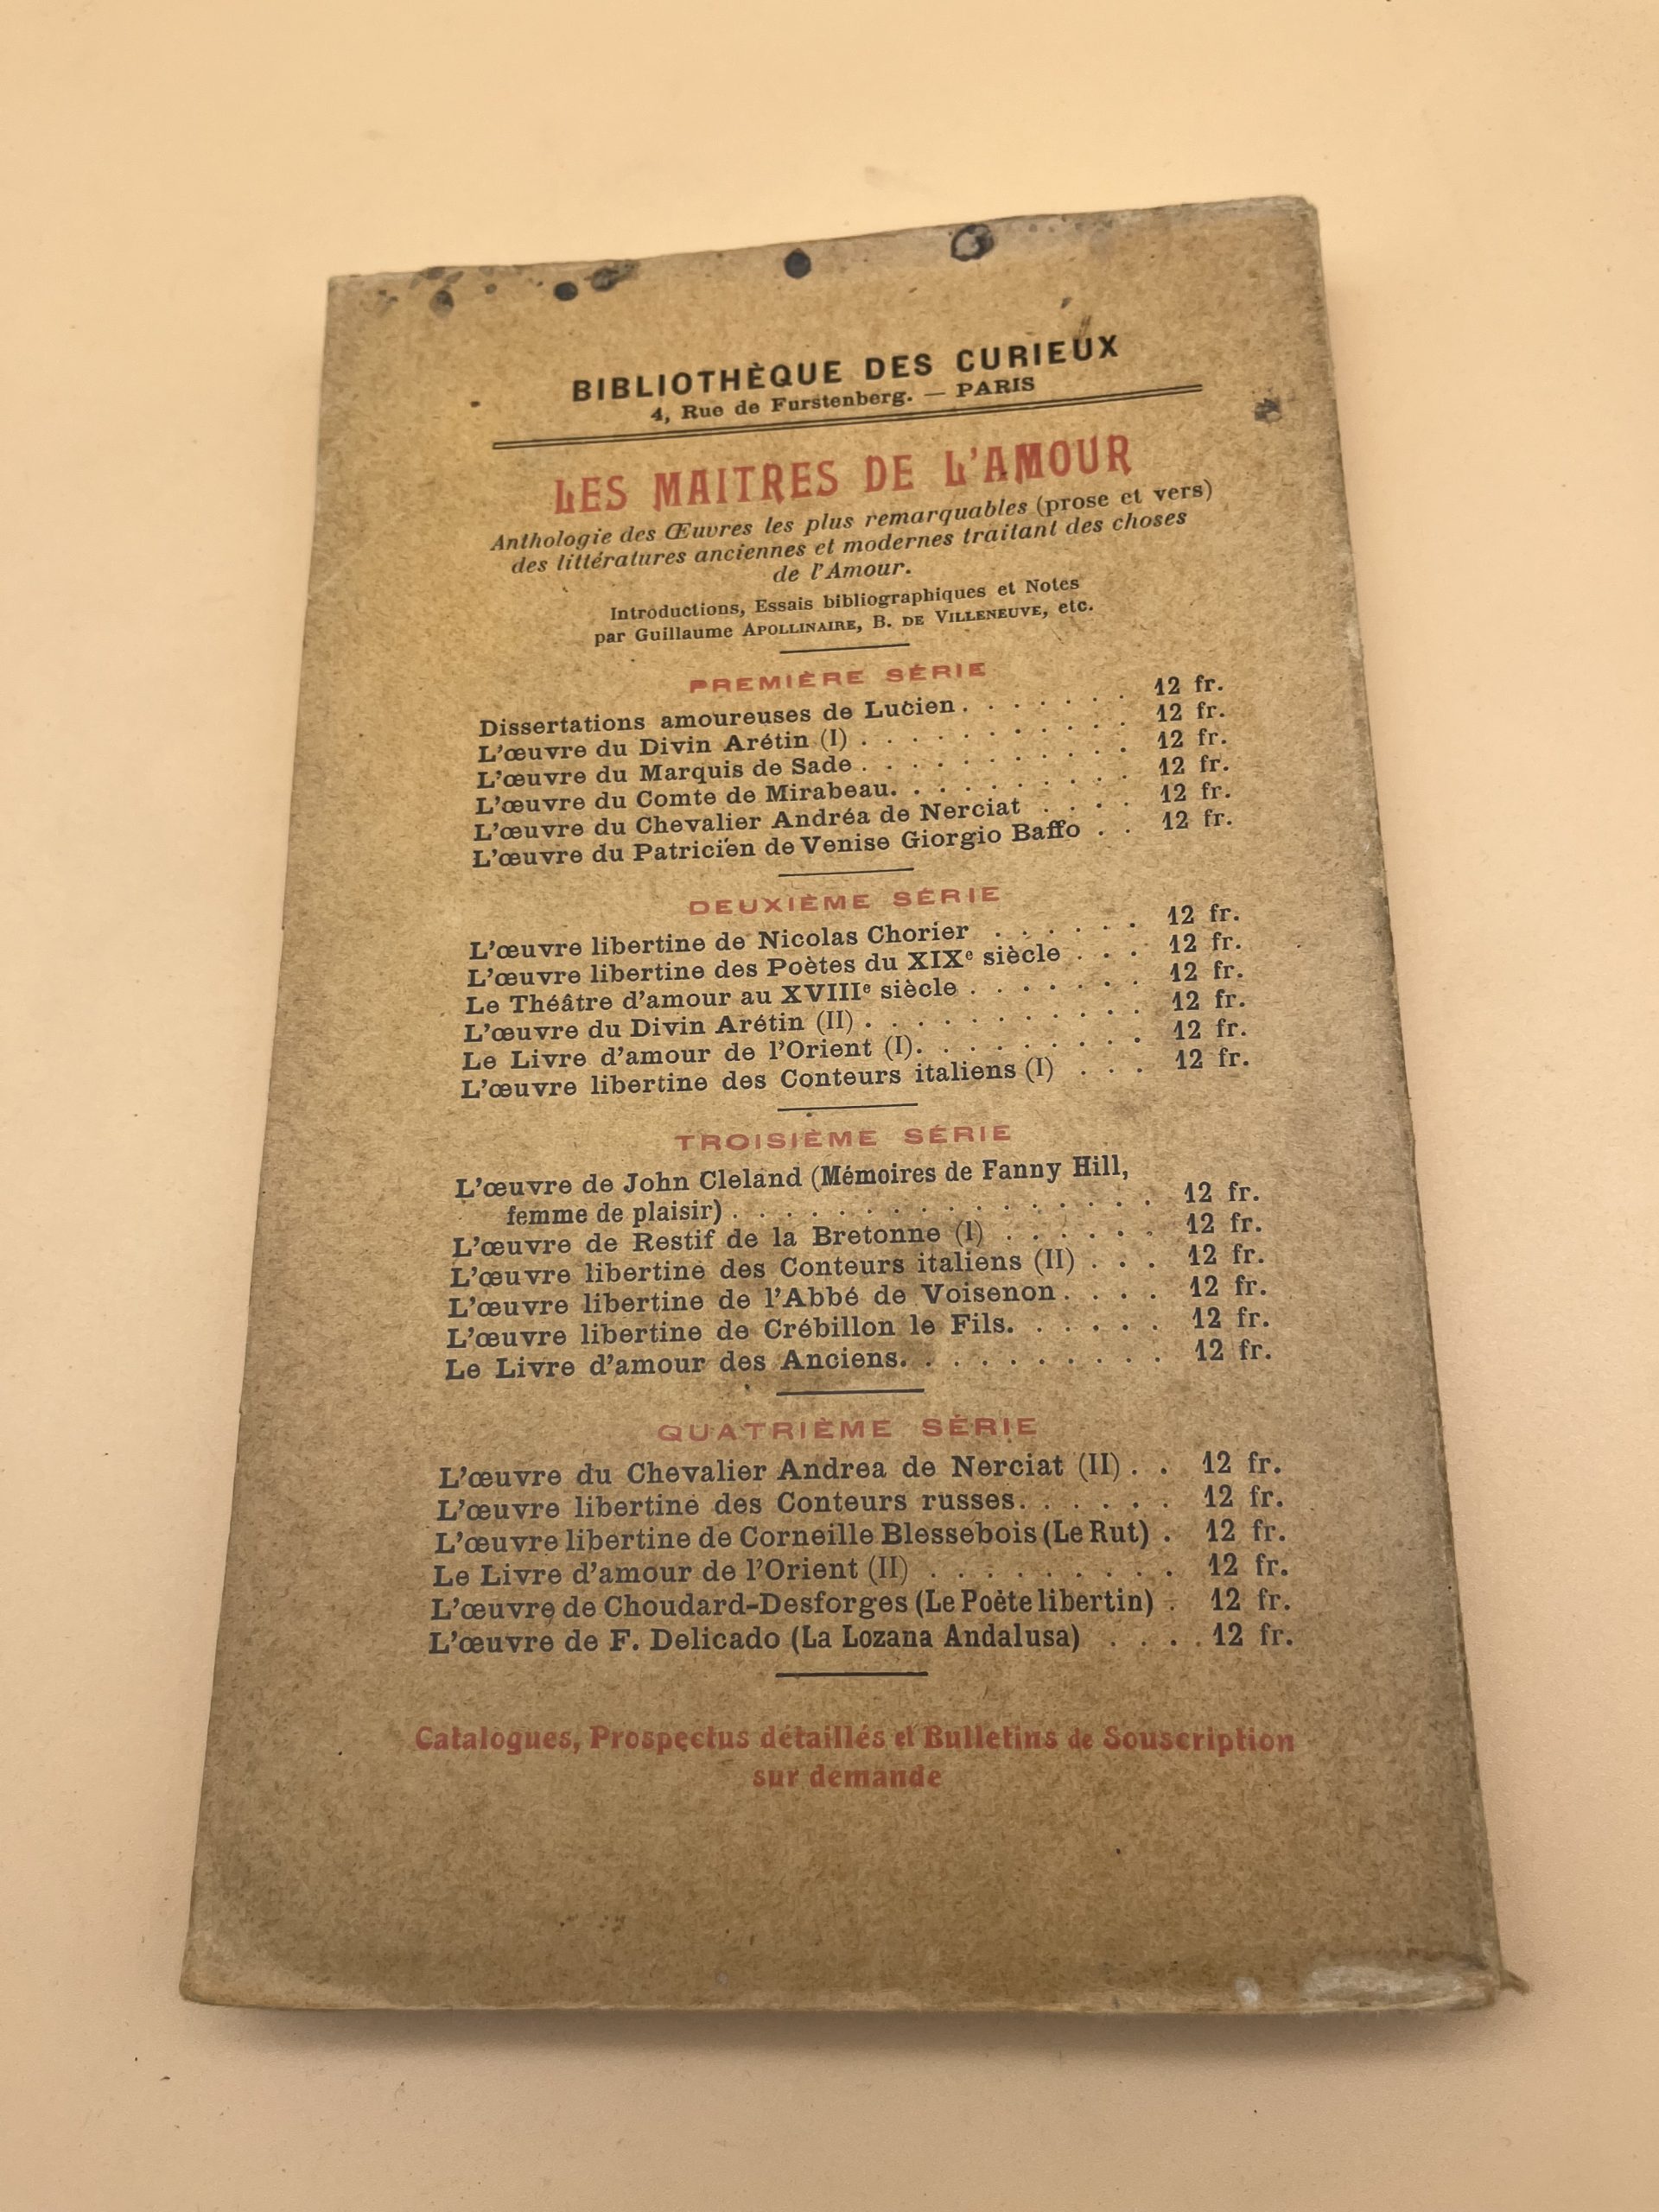 BIBLIOTHÈQUE DES CURIEUX
4, Rue de Furstenberg. — PARIS
LES MAITRES DE L'AMOUR
Anthologie des Œuvres les plus remarquables (prose et vers)
des littératures anciennes et modernes traitant des choses
de l'Amour.
Introductions, Essais bibliographiques et Notes
par Guillaume APOLLINAIRE, B. DE VILLENEUVE, etc.
PREMIÈRE SÉRIE
Dissertations amoureuses de Lucien . . . . . . . 12 fr.
L'œuvre du Divin Arétin (I) . . . . . . . . . . . 12 fr.
L'œuvre du Marquis de Sade . . . . . . . . . . . 12 fr.
L'œuvre du Comte de Mirabeau. . . . . . . . . . 12 fr.
L'œuvre du Chevalier Andréa de Nerciat . . . . 12 fr.
L'œuvre du Patricien de Venise Giorgio Baffo . . 12 fr.
DEUXIÈME SÉRIE
L'œuvre libertine de Nicolas Chorier . . . . . . 12 fr.
L'œuvre libertine des Poètes du XIXe siècle . . . 12 fr.
Le Théâtre d'amour au XVIIIe siècle . . . . . . . 12 fr.
L'œuvre du Divin Arétin (II) . . . . . . . . . . . 12 fr.
Le Livre d'amour de l'Orient (I). . . . . . . . . 12 fr.
L'œuvre libertine des Conteurs italiens (I) . . . 12 fr.
TROISIÈME SÉRIE
L'œuvre de John Cleland (Mémoires de Fanny Hill,
femme de plaisir) . . . . . . . . . . . . . . . . 12 fr.
L'œuvre de Restif de la Bretonne (I) . . . . . . 12 fr.
L'œuvre libertine des Conteurs italiens (II) . . . 12 fr.
L'œuvre libertine de l'Abbé de Voisenon . . . . 12 fr.
L'œuvre libertine de Crébillon le Fils. . . . . . 12 fr.
Le Livre d'amour des Anciens. . . . . . . . . . 12 fr.
QUATRIÈME SÉRIE
L'œuvre du Chevalier Andrea de Nerciat (II) . . 12 fr.
L'œuvre libertine des Conteurs russes. . . . . . 12 fr.
L'œuvre libertine de Corneille Blessebois (Le Rut) . 12 fr.
Le Livre d'amour de l'Orient (II) . . . . . . . . . 12 fr.
L'œuvre de Choudard-Desforges (Le Poète libertin) . 12 fr.
L'œuvre de F. Delicado (La Lozana Andalusa) . . . . 12 fr.
Catalogues, Prospectus détaillés et Bulletins de Souscription
sur demande